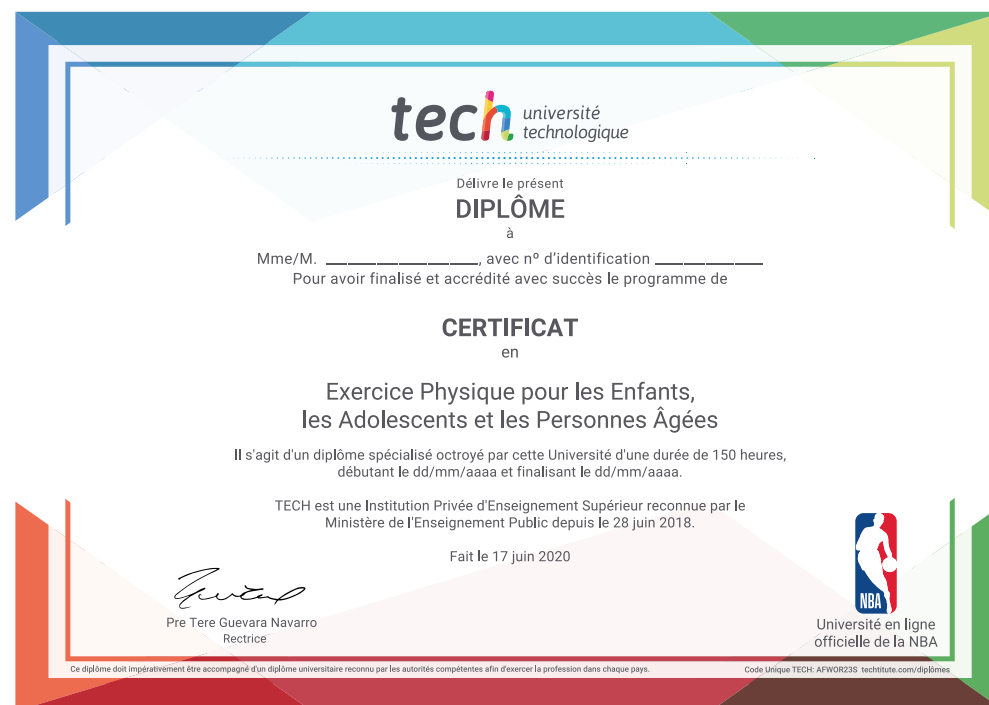 tech université
technologique
Délivre le présent
DIPLÔME
à
Mme/M. ____________, avec nº d'identification ________
Pour avoir finalisé et accrédité avec succès le programme de
CERTIFICAT
en
Exercice Physique pour les Enfants,
les Adolescents et les Personnes Âgées
Il s'agit d'un diplôme spécialisé octroyé par cette Université d'une durée de 150 heures,
débutant le dd/mm/aaaa et finalisant le dd/mm/aaaa.
TECH est une Institution Privée d'Enseignement Supérieur reconnue par le
Ministère de l'Enseignement Public depuis le 28 juin 2018.
Fait le 17 juin 2020
Pre Tere Guevara Navarro
Rectrice
NBA
Université en ligne
officielle de la NBA
Ce diplôme doit impérativement être accompagné d'un diplôme universitaire reconnu par les autorités compétentes afin d'exercer la profession dans chaque pays.
Code Unique TECH: AFWOR23S techtitute.com/diplômes